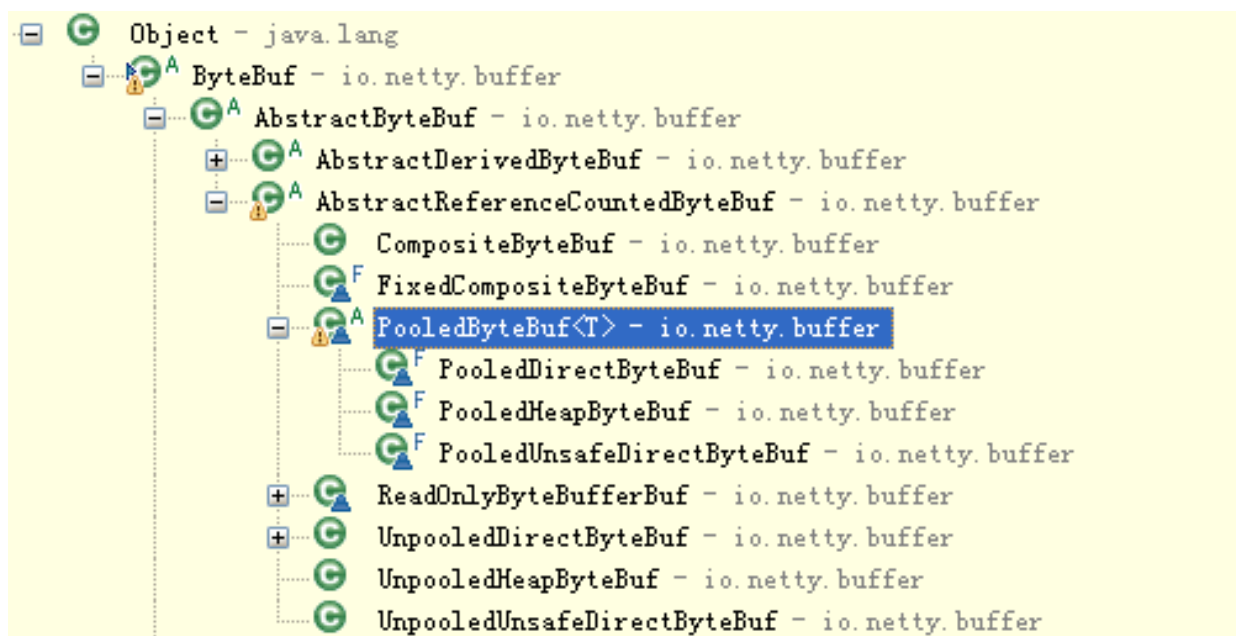 Object - java.lang
A ByteBuf - io.netty.buffer
A AbstractByteBuf - io.netty.buffer
A AbstractDerivedByteBuf - io.netty.buffer
A AbstractReferenceCountedByteBuf - io.netty.buffer
CompositeByteBuf - io.netty.buffer
F FixedCompositeByteBuf - io.netty.buffer
A PooledByteBuf<T> - io.netty.buffer
F PooledDirectByteBuf - io.netty.buffer
F PooledHeapByteBuf - io.netty.buffer
F PooledUnsafeDirectByteBuf - io.netty.buffer
ReadOnlyByteBufferBuf - io.netty.buffer
UnpooledDirectByteBuf - io.netty.buffer
UnpooledHeapByteBuf - io.netty.buffer
UnpooledUnsafeDirectByteBuf - io.netty.buffer